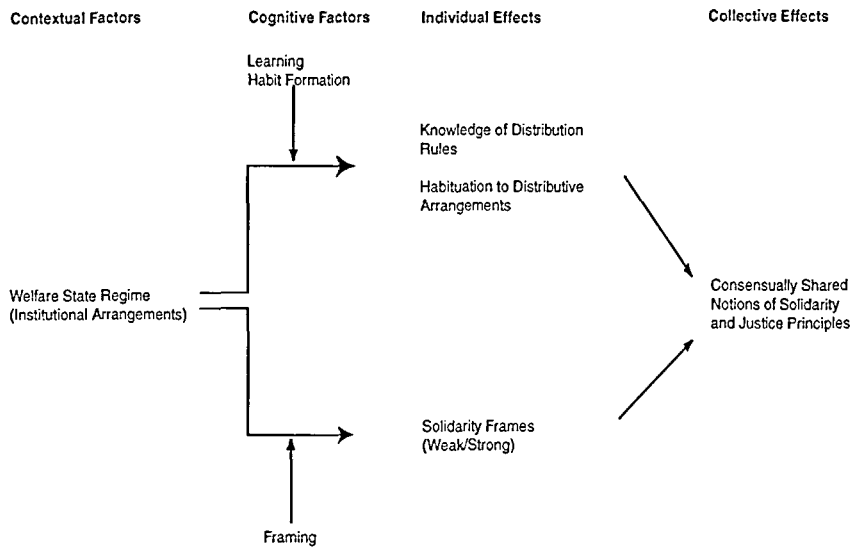 Contextual Factors
Cognitive Factors
Individual Effects
Collective Effects
Learning
Habit Formation
Knowledge of Distribution
Rules
Habituation to Distributive
Arrangements
Welfare State Regime
(Institutional Arrangements)
Consensually Shared
Notions of Solidarity
and Justice Principles
Solidarity Frames
(Weak/Strong)
Framing